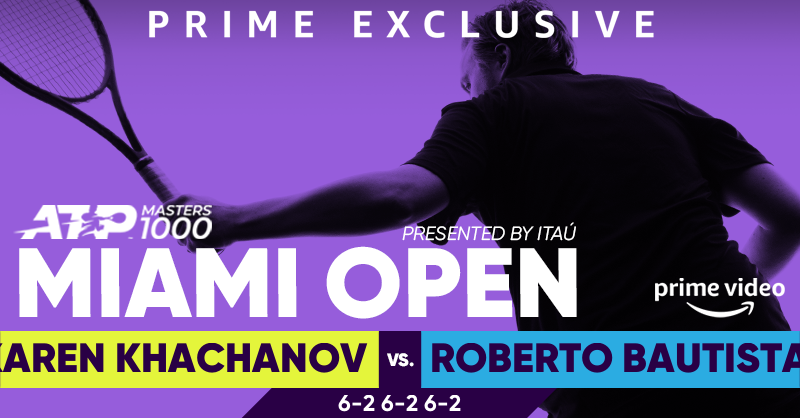 PRIME EXCLUSIVE
ATP MASTERS 1000
PRESENTED BY ITAÚ
MIAMI OPEN
prime video
KAREN KHACHANOV vs. ROBERTO BAUTISTA
6-2 6-2 6-2